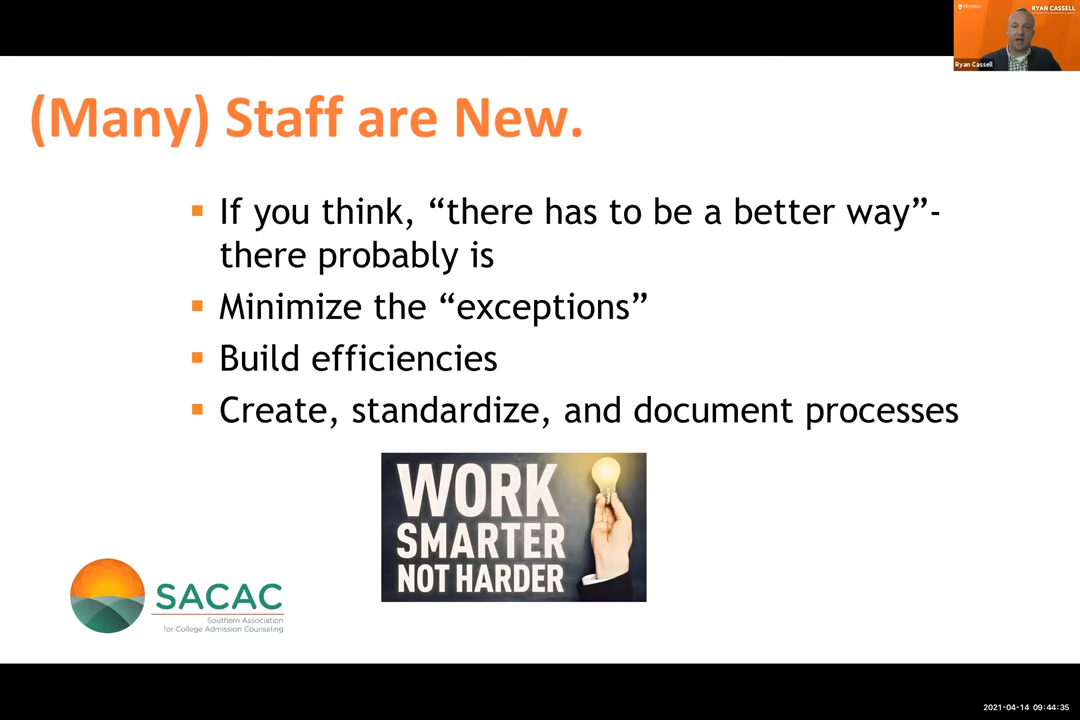 RYAN CASSELL
Ryan Cassell
(Many) Staff are New.
▪ If you think, “there has to be a better way”-
there probably is
▪ Minimize the “exceptions”
▪ Build efficiencies
▪ Create, standardize, and document processes
WORK
SMARTER
NOT HARDER
SACAC
Southern Association
for College Admission Counseling
2021-04-14 09:44:35